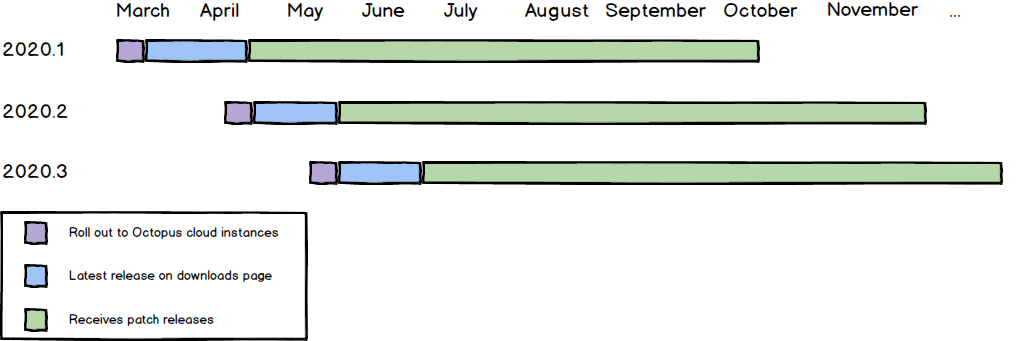 March April May June July August September October November ...
2020.1
2020.2
2020.3
Roll out to Octopus cloud instances
Latest release on downloads page
Receives patch releases